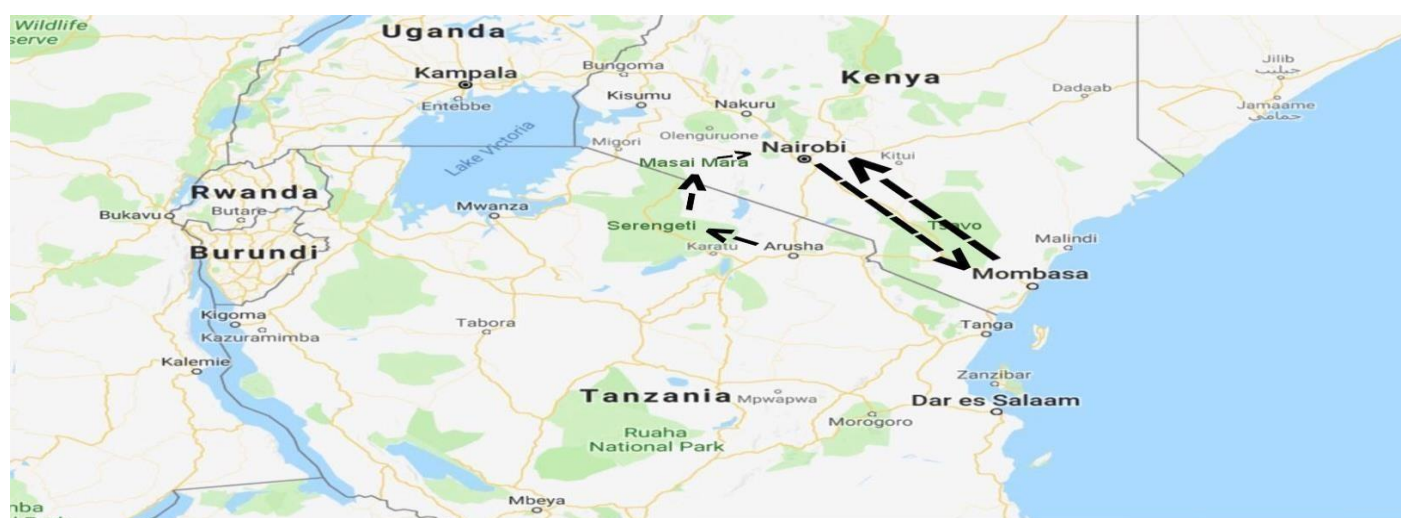 Wildlife
serve
Uganda
Kampala
Entebbe
Bungoma
Kisumu
Nakuru
Kenya
Dadaab
Jilib
جيليب
Jamaame
جمامي
Lake Victoria
Migori
Olenguruone
Masai Mara
Nairobi
Kitui
Rwanda
Bukavu
Butare
Burundi
Mwanza
Serengeti
Karatu
Arusha
Tsavo
Malindi
Mombasa
Kigoma
Kazuramimba
Kalemie
Tabora
Tanga
Zanzibar
Tanzania
Mpwapwa
Dar es Salaam
Morogoro
Ruaha
National Park
Mbeya
nba